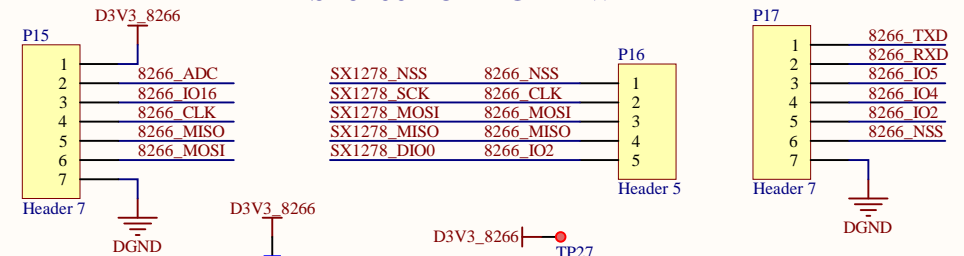 D3V3_8266
P15
1
2
3
4
5
6
7
8266_ADC
8266_IO16
8266_CLK
8266_MISO
8266_MOSI
Header 7
DGND
D3V3_8266
P16
SX1278_NSS 8266_NSS 1
SX1278_SCK 8266_CLK 2
SX1278_MOSI 8266_MOSI 3
SX1278_MISO 8266_MISO 4
SX1278_DIO0 8266_IO2 5
Header 5
D3V3_8266
TP27
P17
1 8266_TXD
2 8266_RXD
3 8266_IO5
4 8266_IO4
5 8266_IO2
6 8266_NSS
7
Header 7
DGND